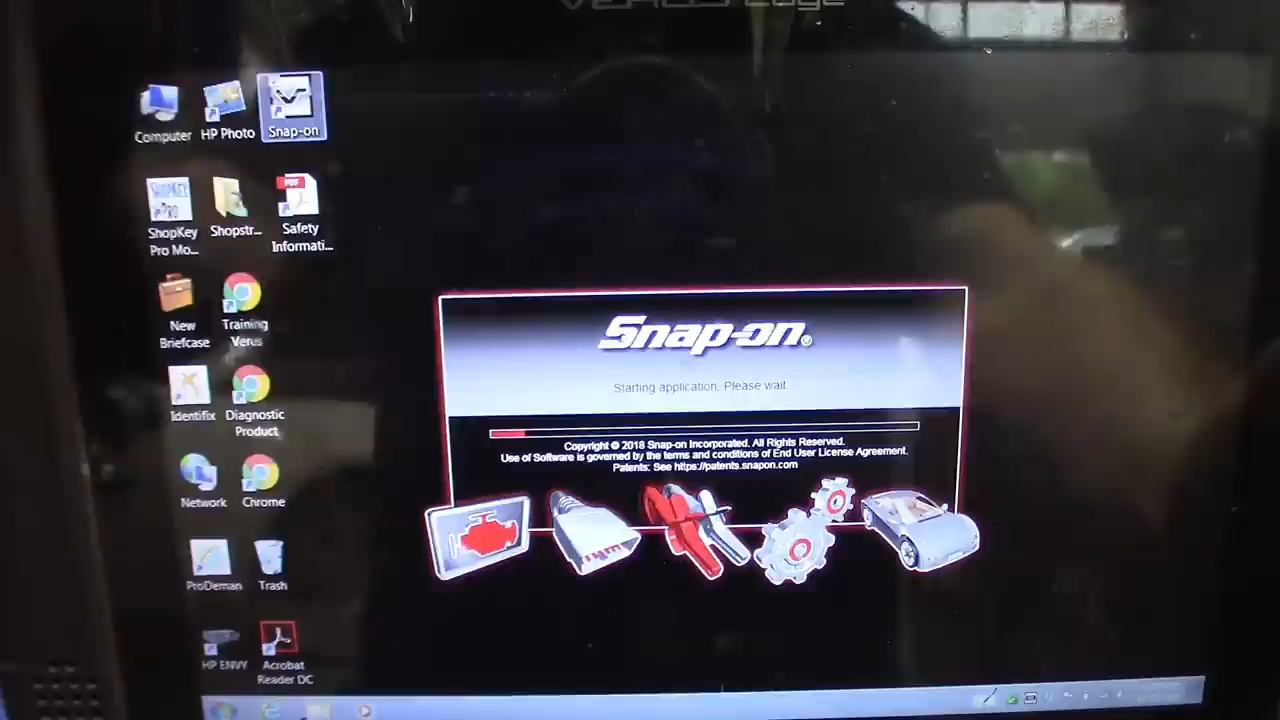 VERUS Edge
Computer
HP Photo
Snap-on
ShopKey
Pro Mo...
Shopstr...
PDF
Safety
Informati...
New
Briefcase
Training
Verus
Identifix
Diagnostic
Product
Network
Chrome
ProDeman
Trash
HP ENVY
Acrobat
Reader DC
Snap-on®
Starting application. Please wait.
Copyright © 2018 Snap-on Incorporated. All Rights Reserved.
Use of Software is governed by the terms and conditions of End User License Agreement.
Patents: See https://patents.snapon.com